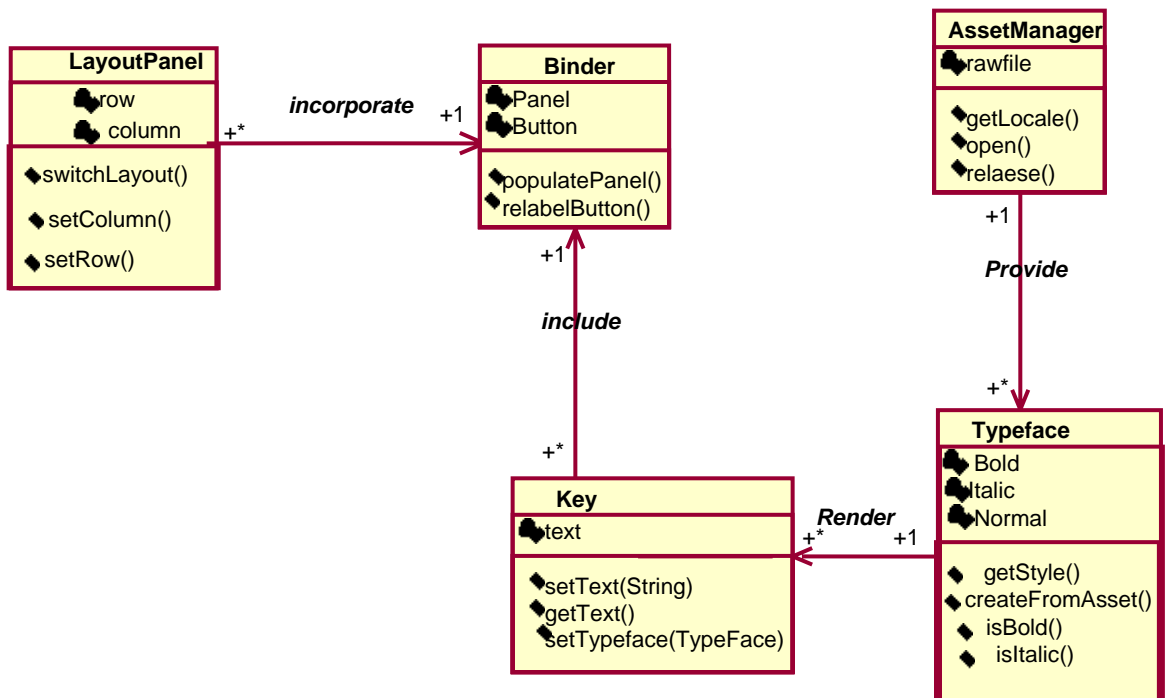 LayoutPanel
row
column
switchLayout()
setColumn()
setRow()
+*
incorporate
+1
Binder
Panel
Button
populatePanel()
relabelButton()
+1
include
+*
AssetManager
rawfile
getLocale()
open()
relaese()
+1
Provide
+*
Key
text
setText(String)
getText()
setTypeface(TypeFace)
Render
+*
+1
Typeface
Bold
Italic
Normal
getStyle()
createFromAsset()
isBold()
isItalic()